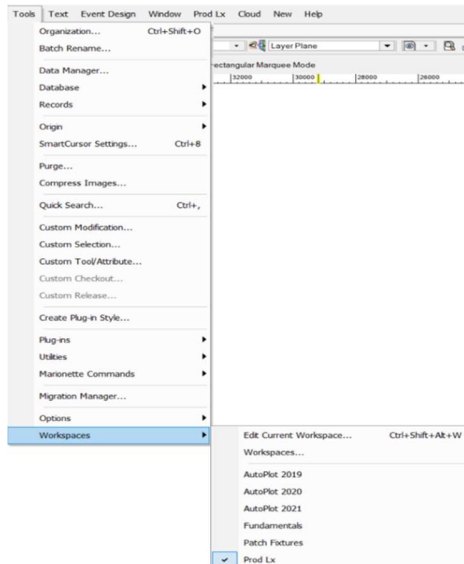 Tools Text Event Design Window Prod Lx Cloud New Help
Organization... Ctrl+Shift+O
Batch Rename...
Layer Plane
Rectangular Marquee Mode
Data Manager...
32000 30000 28000 26000
Database
Records
Origin
SmartCursor Settings... Ctrl+8
Purge...
Compress Images...
Quick Search... Ctrl+,
Custom Modification...
Custom Selection...
Custom Tool/Attribute...
Custom Checkout...
Custom Release...
Create Plug-in Style...
Plug-ins
Utilities
Marionette Commands
Migration Manager...
Options
Workspaces
Edit Current Workspace... Ctrl+Shift+Alt+W
Workspaces...
AutoPlot 2019
AutoPlot 2020
AutoPlot 2021
Fundamentals
Patch Fixtures
Prod Lx